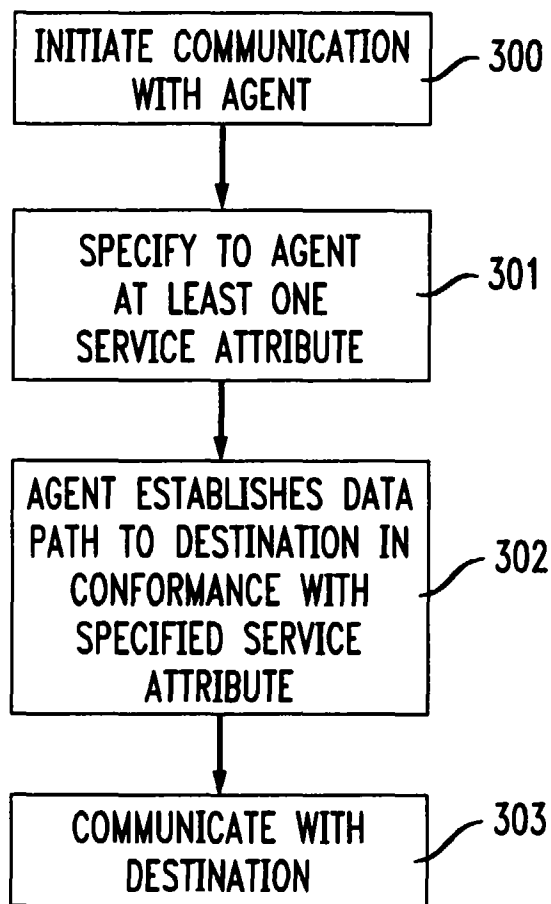 INITIATE COMMUNICATION
WITH AGENT
300
SPECIFY TO AGENT
AT LEAST ONE
SERVICE ATTRIBUTE
301
AGENT ESTABLISHES DATA
PATH TO DESTINATION IN
CONFORMANCE WITH
SPECIFIED SERVICE
ATTRIBUTE
302
COMMUNICATE WITH
DESTINATION
303